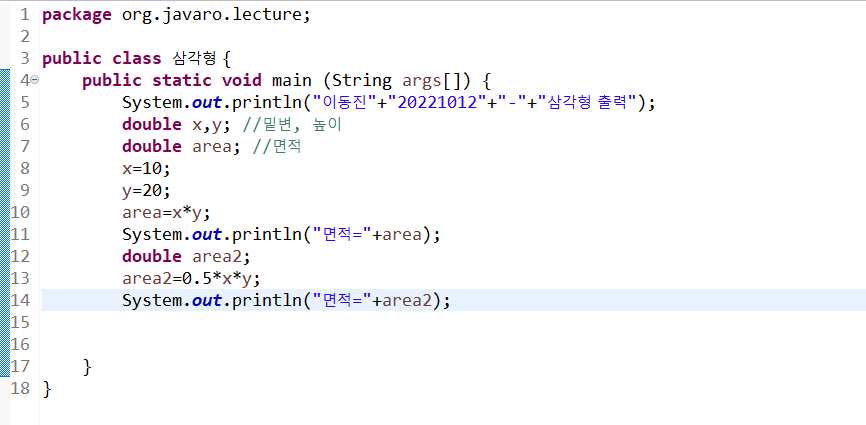 1 package org.javaro.lecture;
2
3 public class 삼각형 {
4 public static void main (String args[]) {
5 System.out.println("이동진"+"20221012"+"-"+"삼각형 출력");
6 double x,y; //밑변, 높이
7 double area; //면적
8 x=10;
9 y=20;
10 area=x*y;
11 System.out.println("면적="+area);
12 double area2;
13 area2=0.5*x*y;
14 System.out.println("면적="+area2);
15
16
17 }
18 }